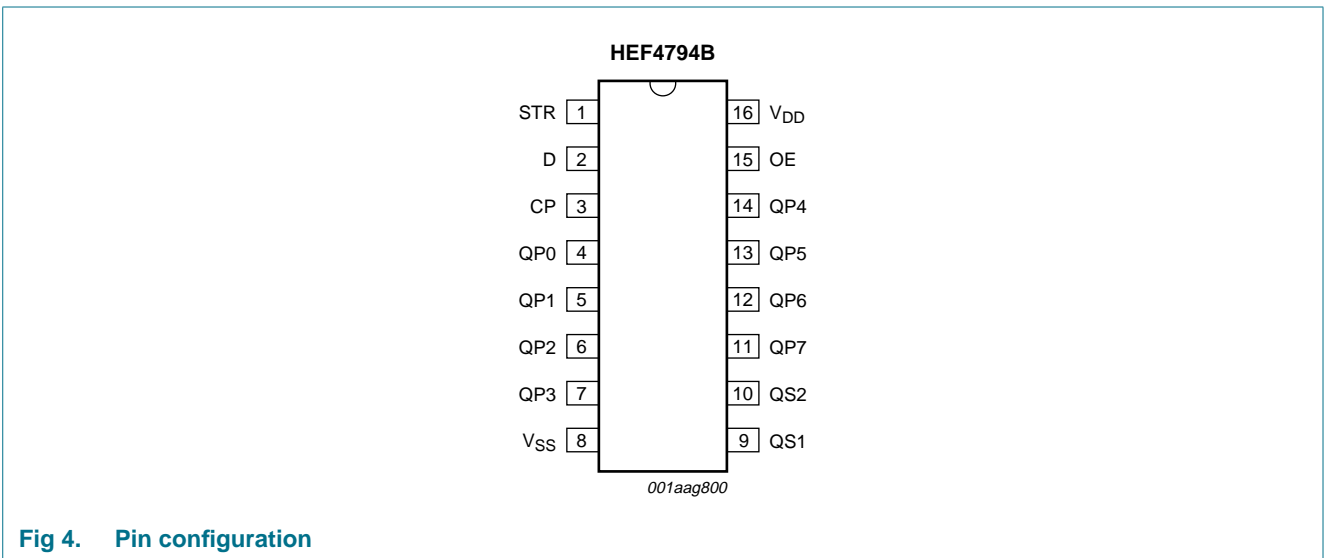 HEF4794B
STR 1 16 VDD
D 2 15 OE
CP 3 14 QP4
QP0 4 13 QP5
QP1 5 12 QP6
QP2 6 11 QP7
QP3 7 10 QS2
VSS 8 9 QS1
001aag800
Fig 4. Pin configuration